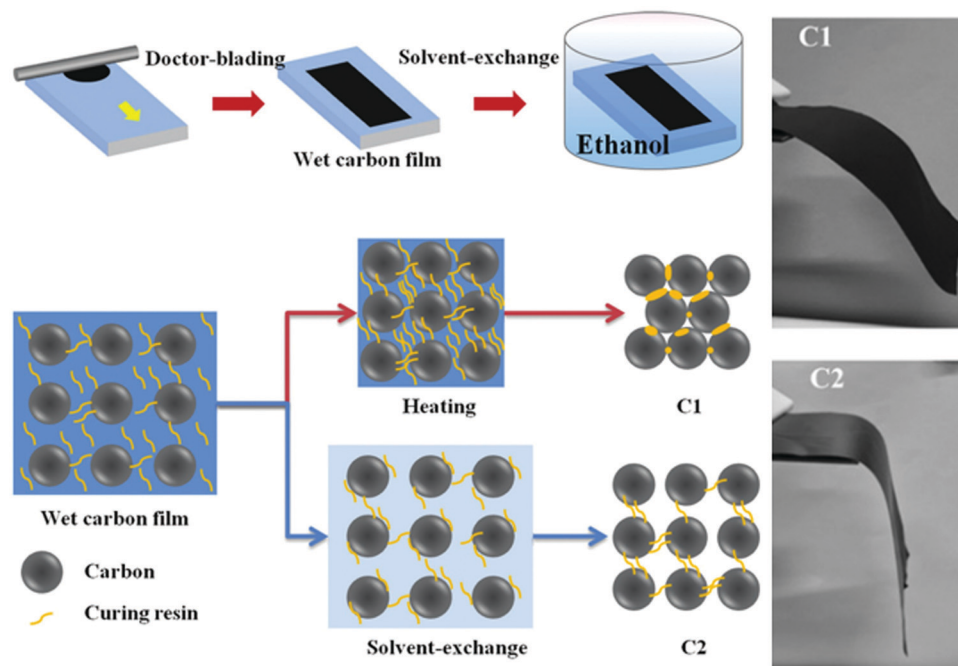 Doctor-blading
Solvent-exchange
C1
Ethanol
Wet carbon film
Heating
C1
C2
Wet carbon film
Carbon
Curing resin
Solvent-exchange
C2